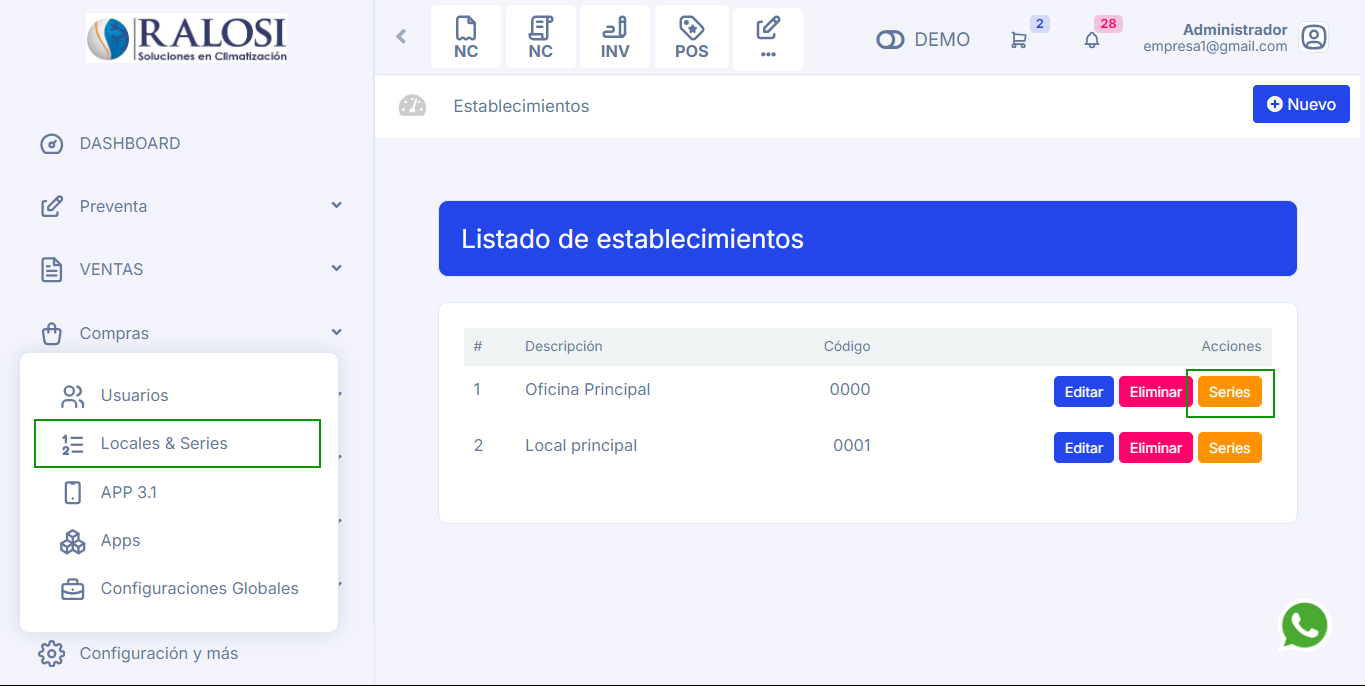 RALOSI
Soluciones en Climatización
NC
NC
INV
POS
...
DEMO
2
28
Administrador
empresa1@gmail.com
Establecimientos
Nuevo
DASHBOARD
Preventa
VENTAS
Compras
Usuarios
Locales & Series
APP 3.1
Apps
Configuraciones Globales
Configuración y más
Listado de establecimientos
# Descripción Código Acciones
1 Oficina Principal 0000 Editar Eliminar Series
2 Local principal 0001 Editar Eliminar Series